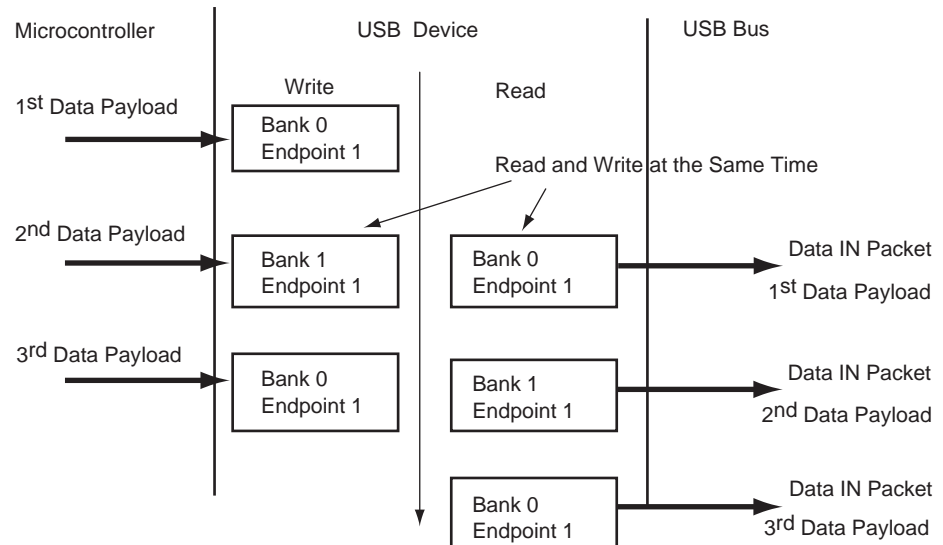 Microcontroller
USB Device
USB Bus
Write
Read
1st Data Payload
Bank 0
Endpoint 1
Read and Write at the Same Time
2nd Data Payload
Bank 1
Endpoint 1
Bank 0
Endpoint 1
Data IN Packet
1st Data Payload
3rd Data Payload
Bank 0
Endpoint 1
Bank 1
Endpoint 1
Data IN Packet
2nd Data Payload
Bank 0
Endpoint 1
Data IN Packet
3rd Data Payload